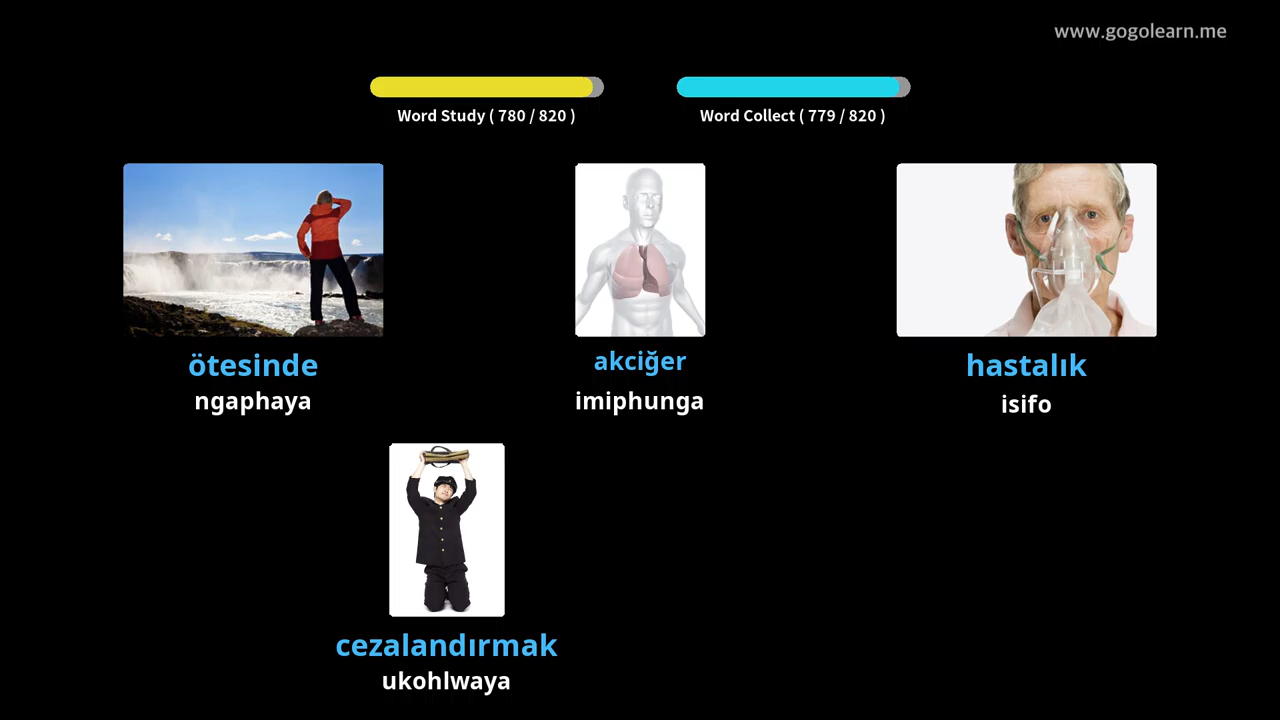 www.gogolearn.me
Word Study ( 780 / 820 )
Word Collect ( 779 / 820 )
ötesinde
ngaphaya
akciğer
imiphunga
hastalık
isifo
cezalandırmak
ukohlwaya